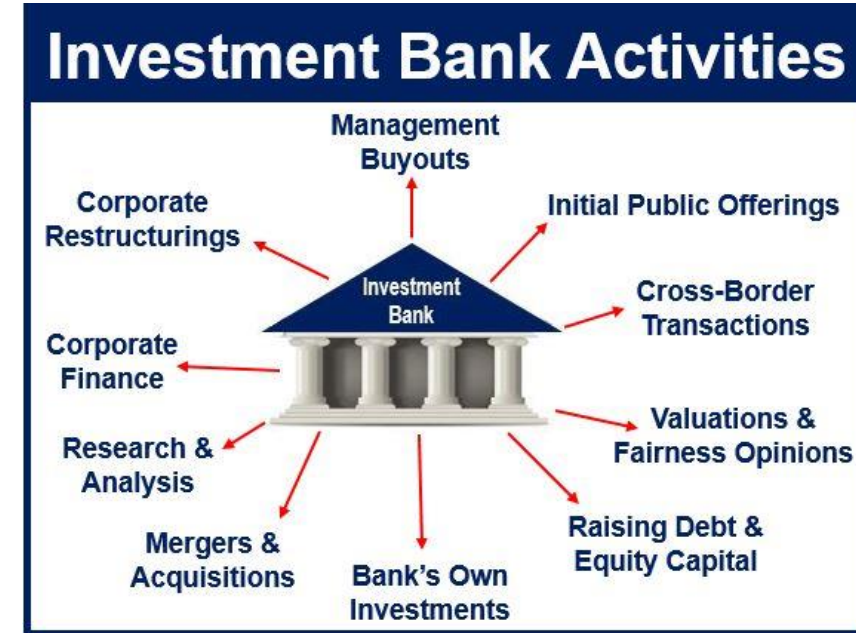 Investment Bank Activities
Management
Buyouts
Corporate
Restructurings
Initial Public Offerings
Investment
Bank
Cross-Border
Transactions
Corporate
Finance
Valuations &
Fairness Opinions
Research &
Analysis
Raising Debt &
Equity Capital
Mergers &
Acquisitions
Bank's Own
Investments